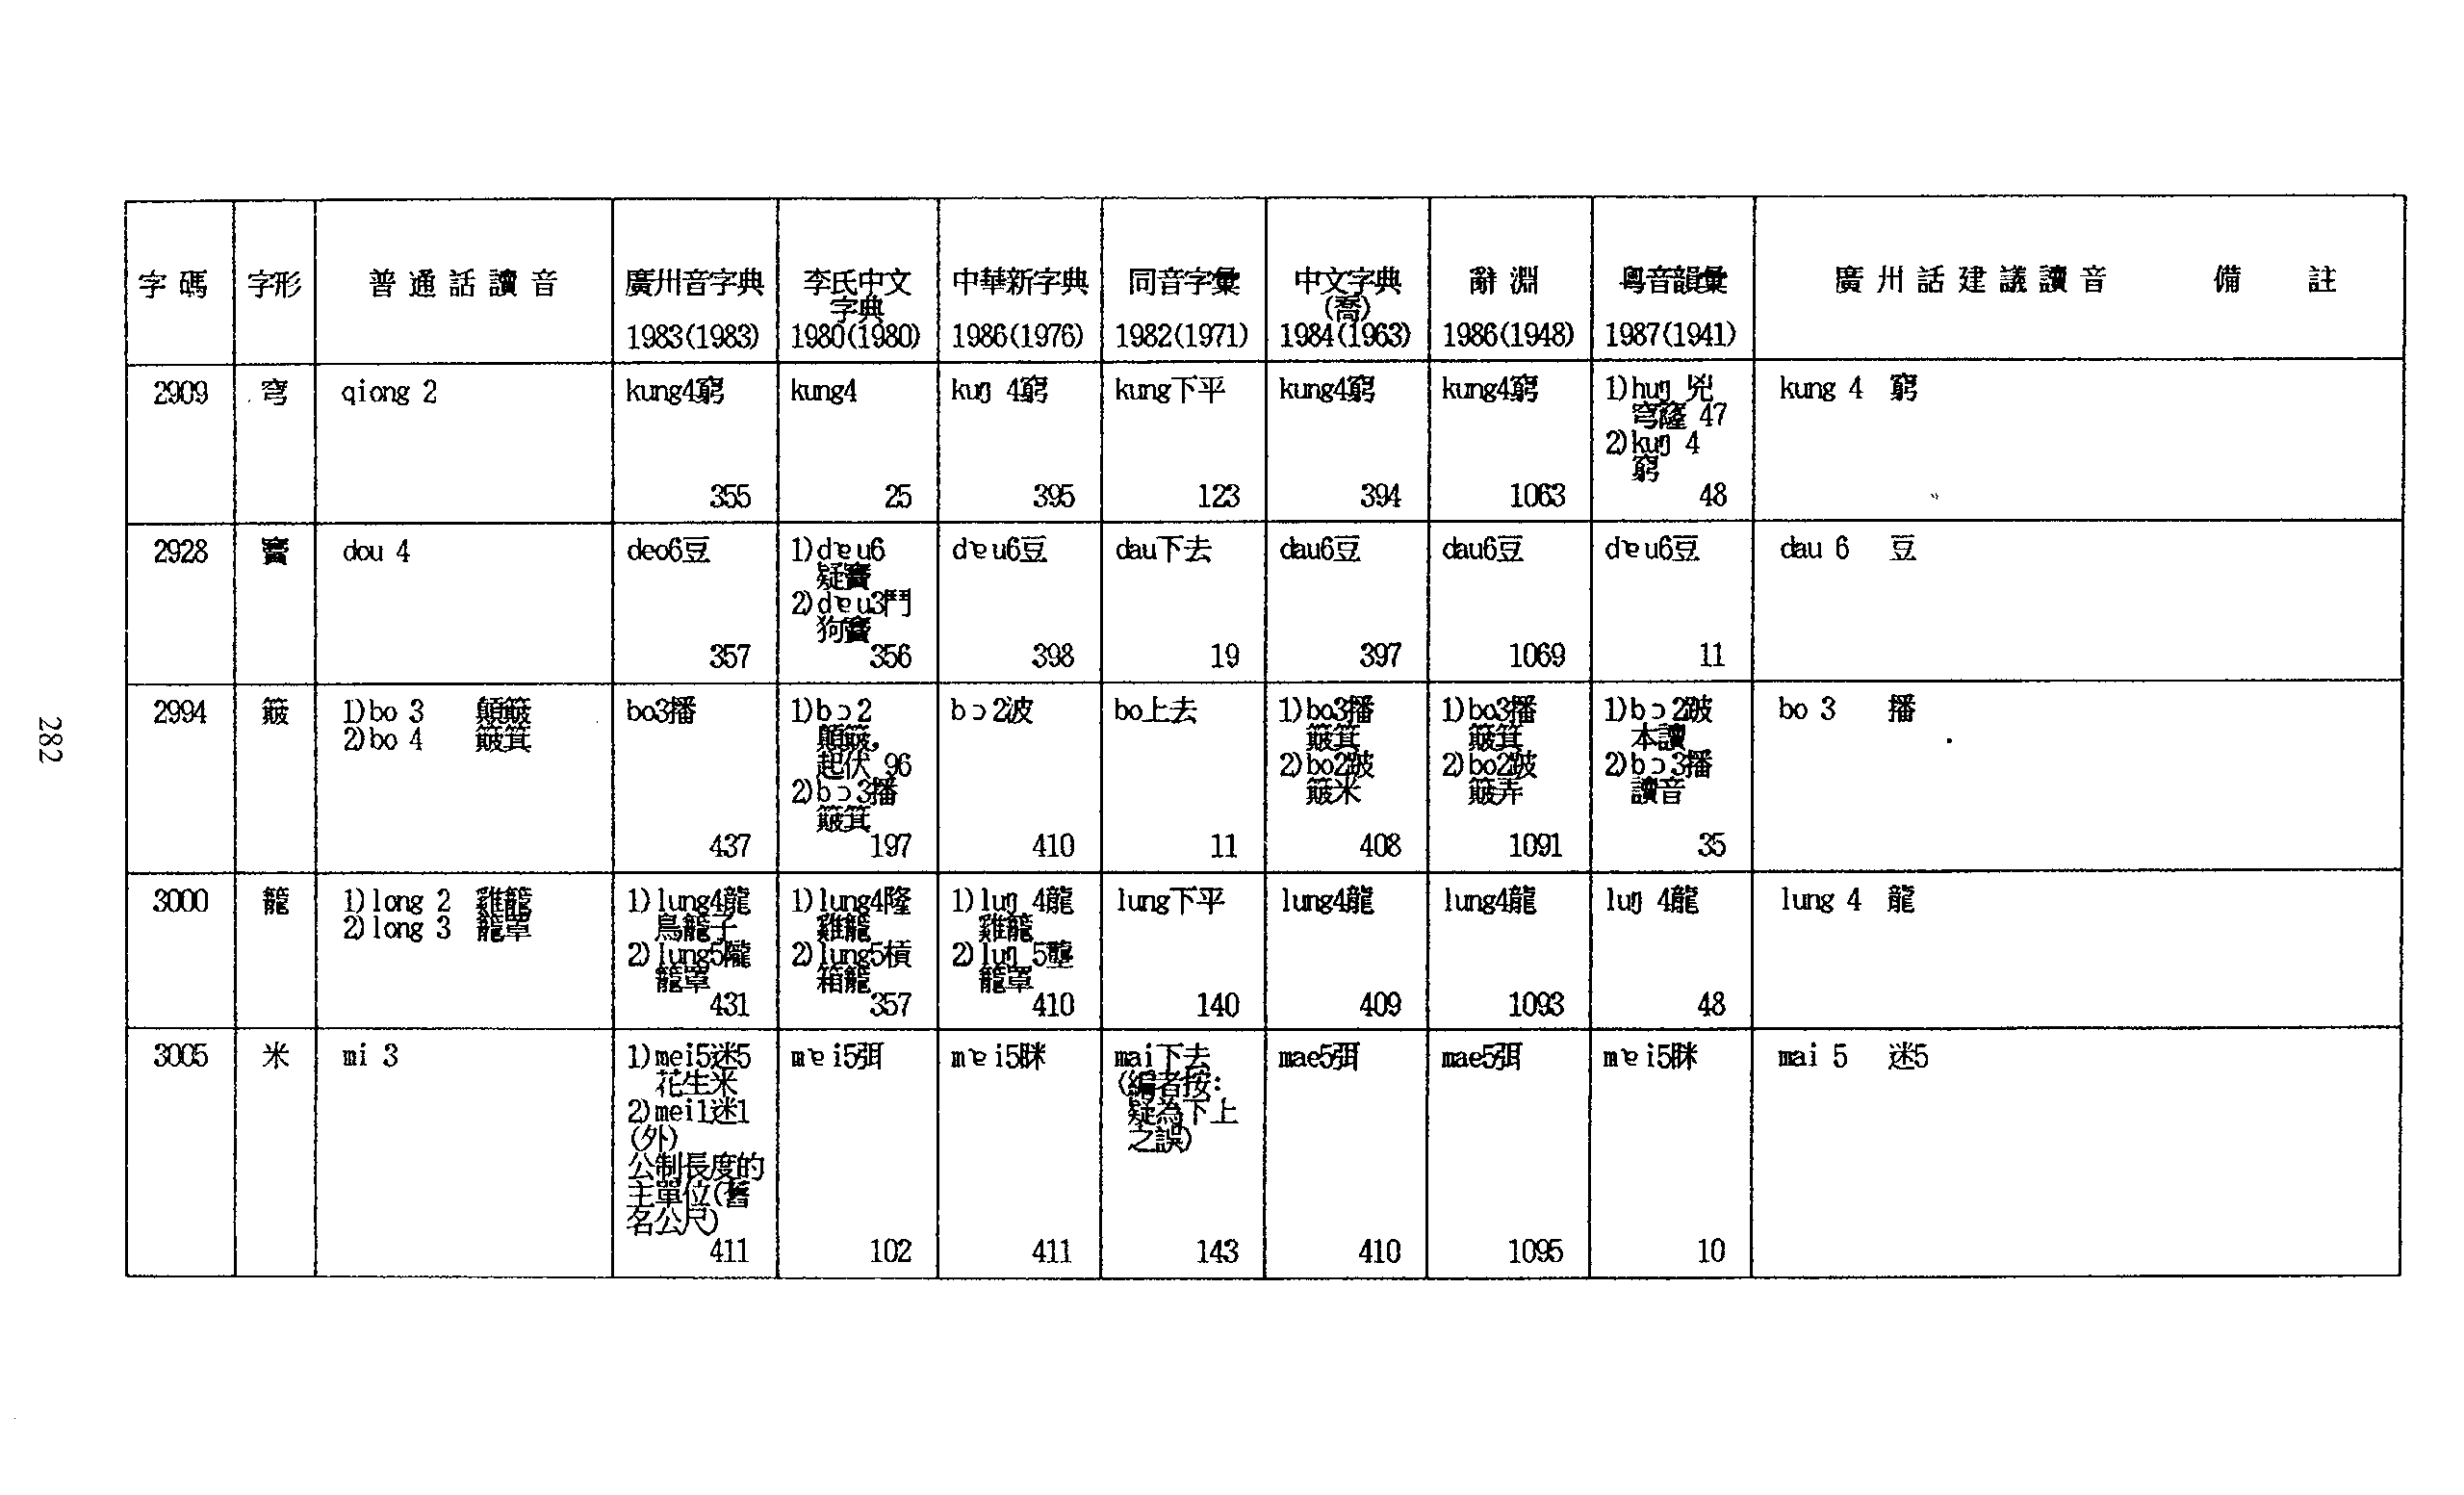 282
字碼 字形 普通話讀音 廣州音字典 1983(1983) 李氏中文字典 1980(1980) 中華新字典 1986(1976) 同音字彙 1982(1971) 中文字典(喬) 1984(1963) 辭淵 1986(1948) 粵音韻彙 1987(1941) 廣州話建議讀音 備註
2909 穹 qiong 2
kung4窮
355
kung4
25
kuŋ 4窮
395
kung下平
123
kung4窮
394
kung4窮
1063
1)huŋ 兇
穹窿 47
2)kuŋ 4
窮
48
kung 4 窮
2928 竇 dou 4
deo6豆
357
1)dɐu6
疑竇
2)dɐu3鬥
狗竇
356
dɐu6豆
398
dau下去
19
dau6豆
397
dau6豆
1069
dɐu6豆
11
dau 6 豆
2994 簸
1)bo 3 顛簸
2)bo 4 簸箕
bo3播
437
1)bɔ2
顛簸,
起伏 96
2)bɔ3播
簸箕
197
bɔ2波
410
bo上去
11
1)bo3播
簸箕
2)bo2跛
簸米
408
1)bo3播
簸箕
2)bo2跛
簸弄
1091
1)bɔ2跛
本讀
2)bɔ3播
讀音
35
bo 3 播
3000 籠
1)long 2 雞籠
2)long 3 籠罩
1)lung4龍
鳥籠子
2)lung5隴
籠罩
431
1)lung4隆
雞籠
2)lung5槓
箱籠
357
1)luŋ 4龍
雞籠
2)luŋ 5壟
籠罩
410
lung下平
140
lung4龍
409
lung4龍
1093
luŋ 4龍
48
lung 4 龍
3005 米 mi 3
1)mei5迷5
花生米
2)mei1迷1
(外)
公制長度的
主單位(舊
名公尺)
411
mɐi5弭
102
mɐi5眯
411
mai下去
(編者按:
疑為下上
之誤)
143
mae5弭
410
mae5弭
1095
mɐi5眯
10
mai 5 迷5